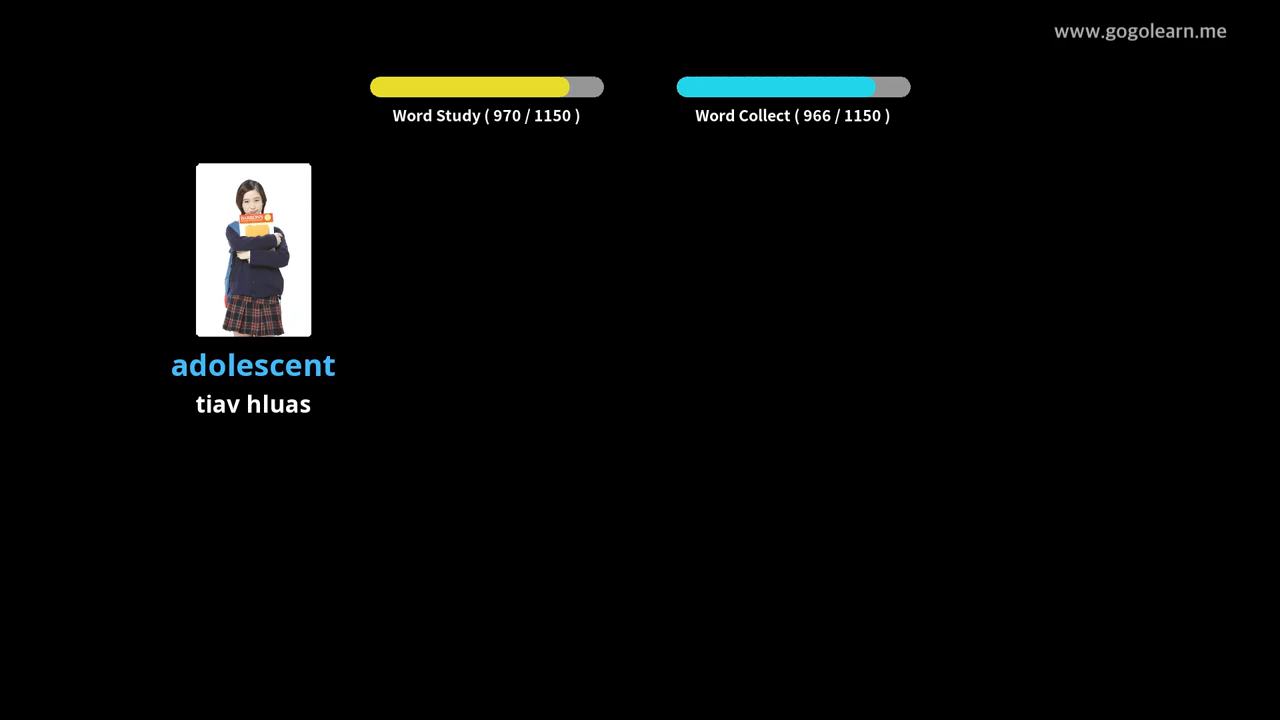 www.gogolearn.me
Word Study ( 970 / 1150 )
Word Collect ( 966 / 1150 )
adolescent
tiav hluas